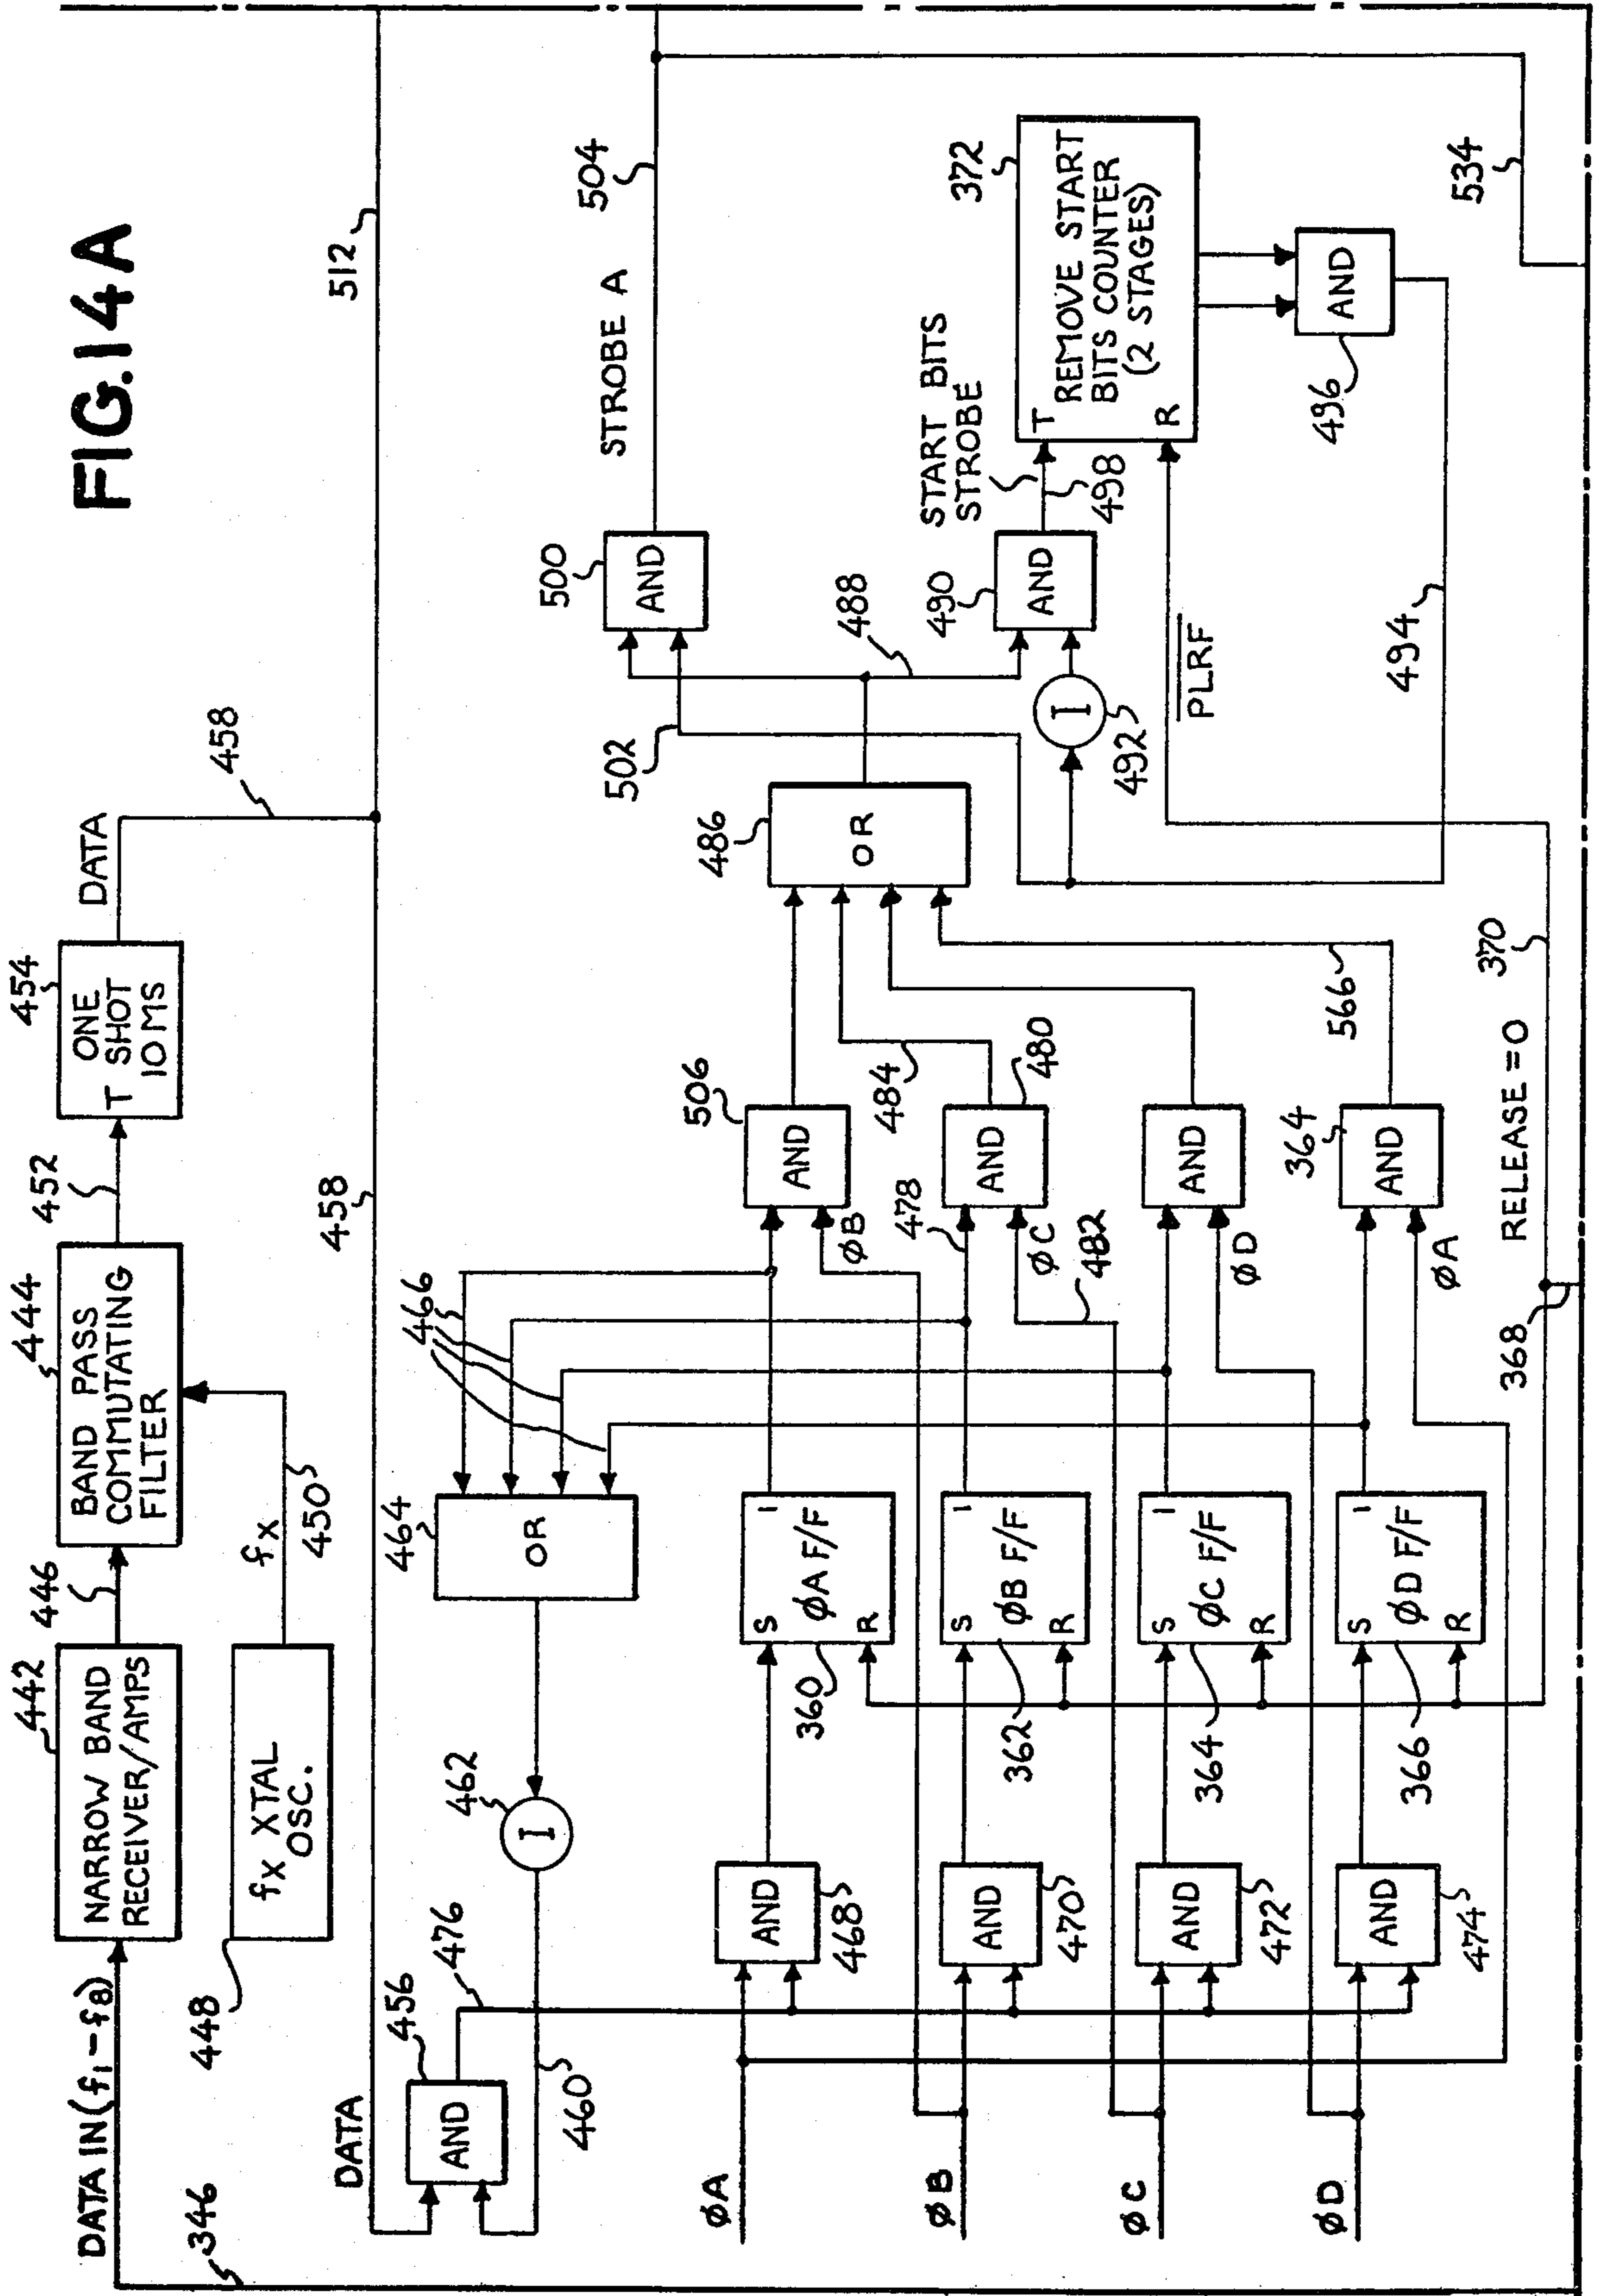 FIG.14A
DATA IN (f1-f8)
346
442
NARROW BAND
RECEIVER/AMPS
446
444
BAND PASS
COMMUTATING
FILTER
452
454
ONE
T SHOT
10 MS
DATA
458
448
fx XTAL
OSC.
fx
450
DATA
458
512
456
AND
476
460
462
I
464
OR
466
STROBE A
504
500
AND
502
488
ØA
AND
468
S 1
ØA F/F
R
360
506
AND
ØB
486
OR
START BITS
STROBE
490
AND
498
492
I
372
T
REMOVE START
BITS COUNTER
(2 STAGES)
R
ØB
AND
470
S 1
ØB F/F
R
362
478
AND
480
ØC
482
484
PLRF
496
AND
494
ØC
AND
472
S 1
ØC F/F
R
364
AND
ØD
ØD
AND
474
S 1
ØD F/F
R
366
364
AND
ØA
566
368
RELEASE = 0
370
534